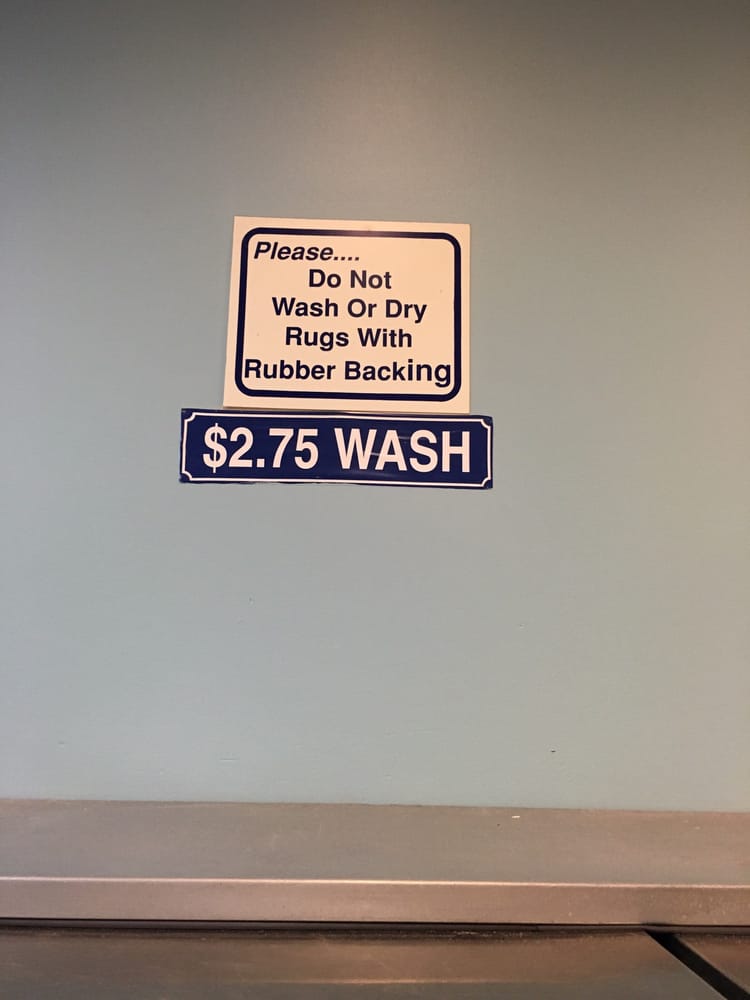 Please....
Do Not
Wash Or Dry
Rugs With
Rubber Backing
$2.75 WASH